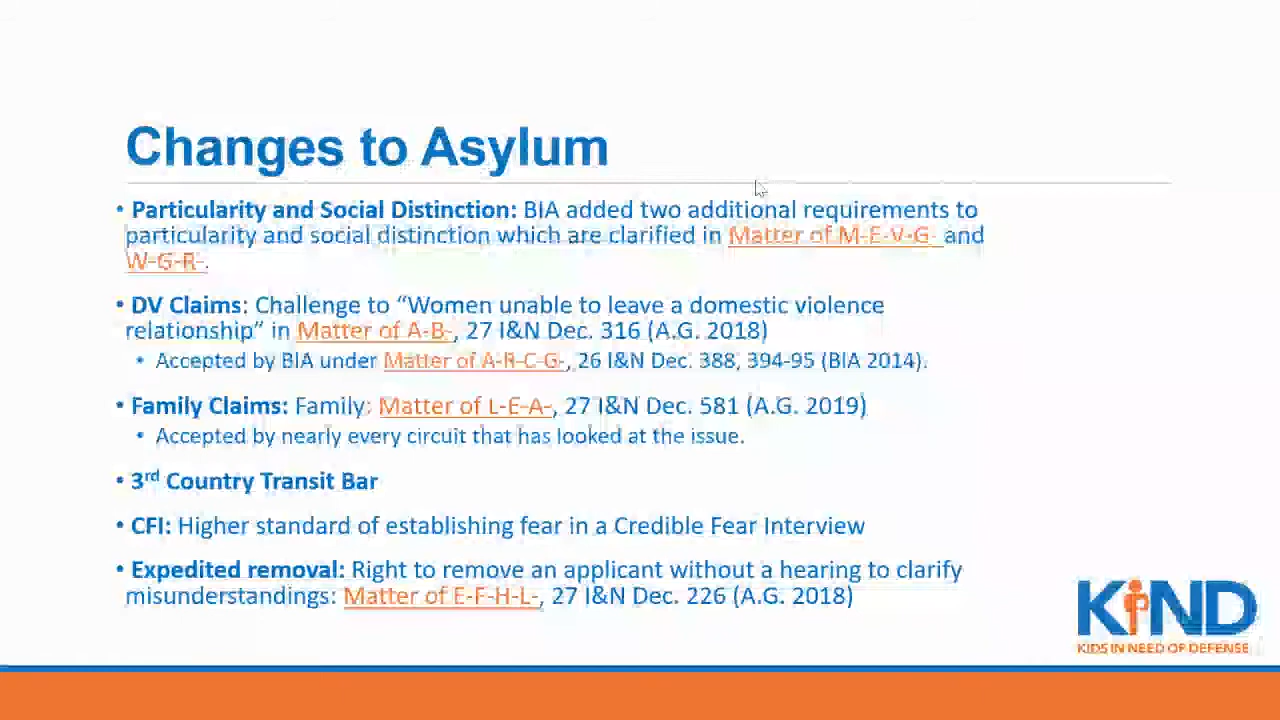 Changes to Asylum
• Particularity and Social Distinction: BIA added two additional requirements to
particularity and social distinction which are clarified in Matter of M-E-V-G- and
W-G-R-.
• DV Claims: Challenge to “Women unable to leave a domestic violence
relationship” in Matter of A-B-, 27 I&N Dec. 316 (A.G. 2018)
• Accepted by BIA under Matter of A-R-C-G-, 26 I&N Dec. 388, 394-95 (BIA 2014).
• Family Claims: Family: Matter of L-E-A-, 27 I&N Dec. 581 (A.G. 2019)
• Accepted by nearly every circuit that has looked at the issue.
• 3rd Country Transit Bar
• CFI: Higher standard of establishing fear in a Credible Fear Interview
• Expedited removal: Right to remove an applicant without a hearing to clarify
misunderstandings: Matter of E-F-H-L-, 27 I&N Dec. 226 (A.G. 2018)
KIND
KIDS IN NEED OF DEFENSE